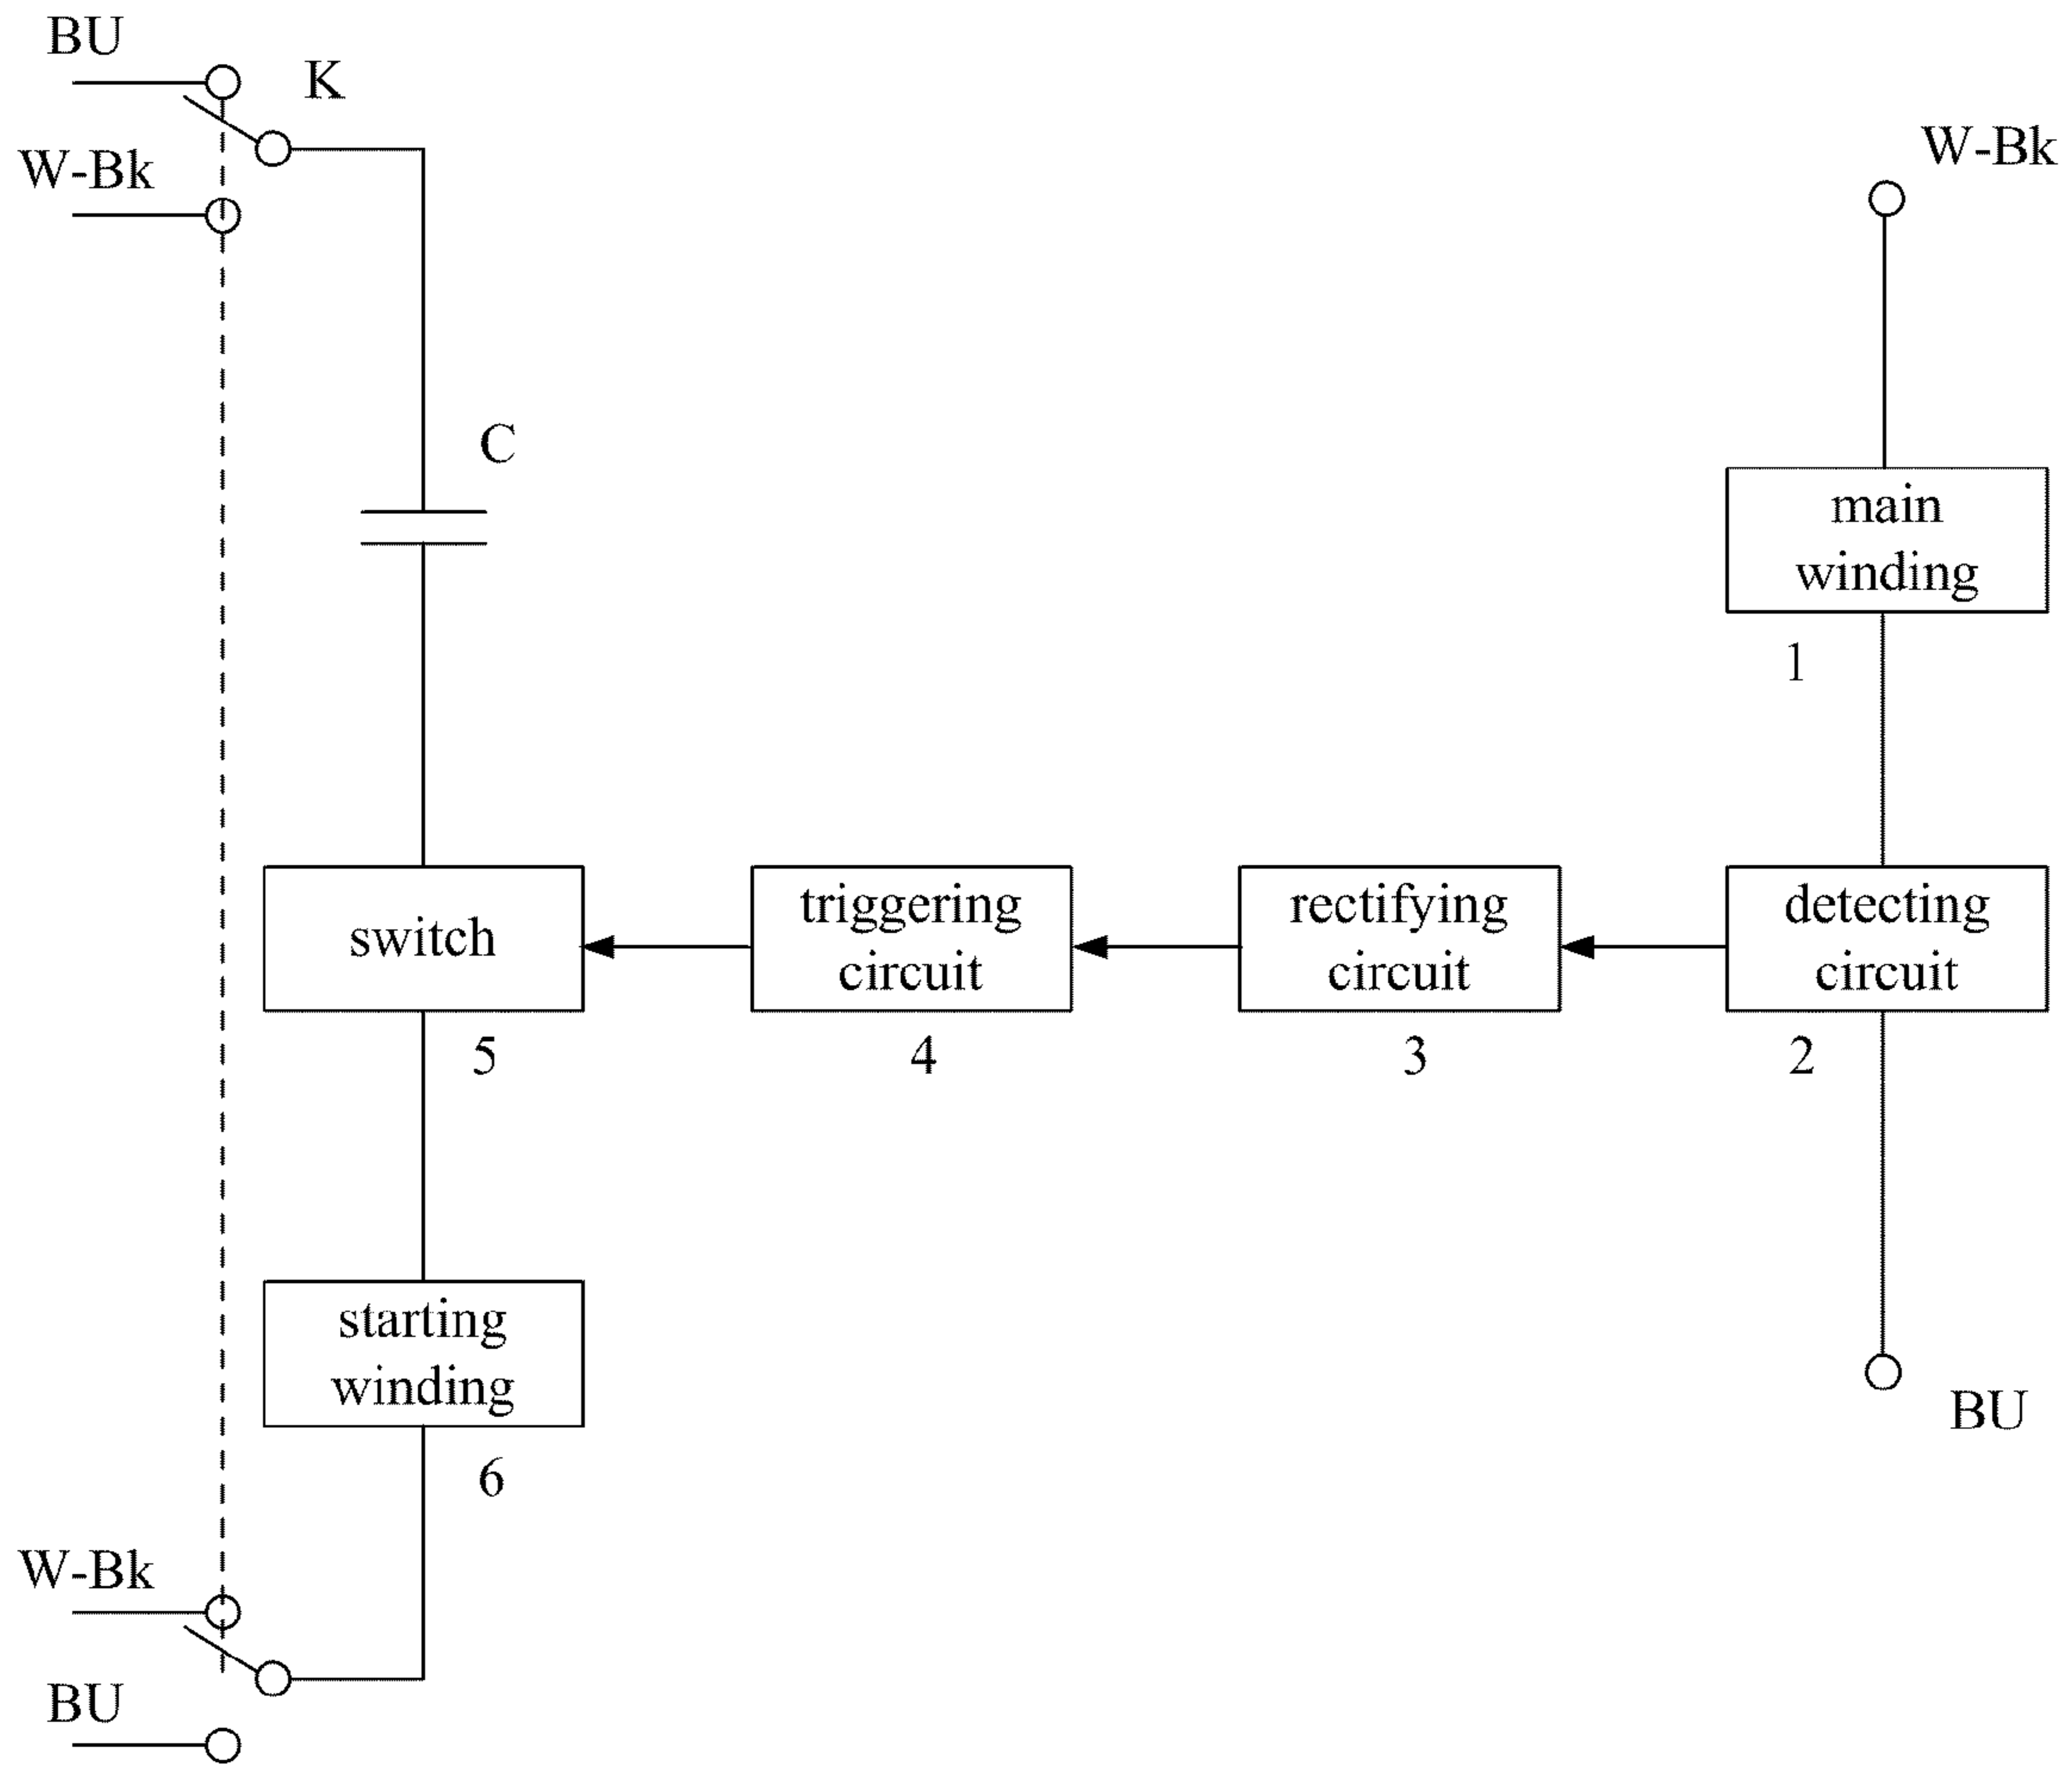 BU
K
W-Bk
W-Bk
C
main
winding
1
switch
triggering
circuit
rectifying
circuit
detecting
circuit
5
4
3
2
starting
winding
6
BU
W-Bk
BU